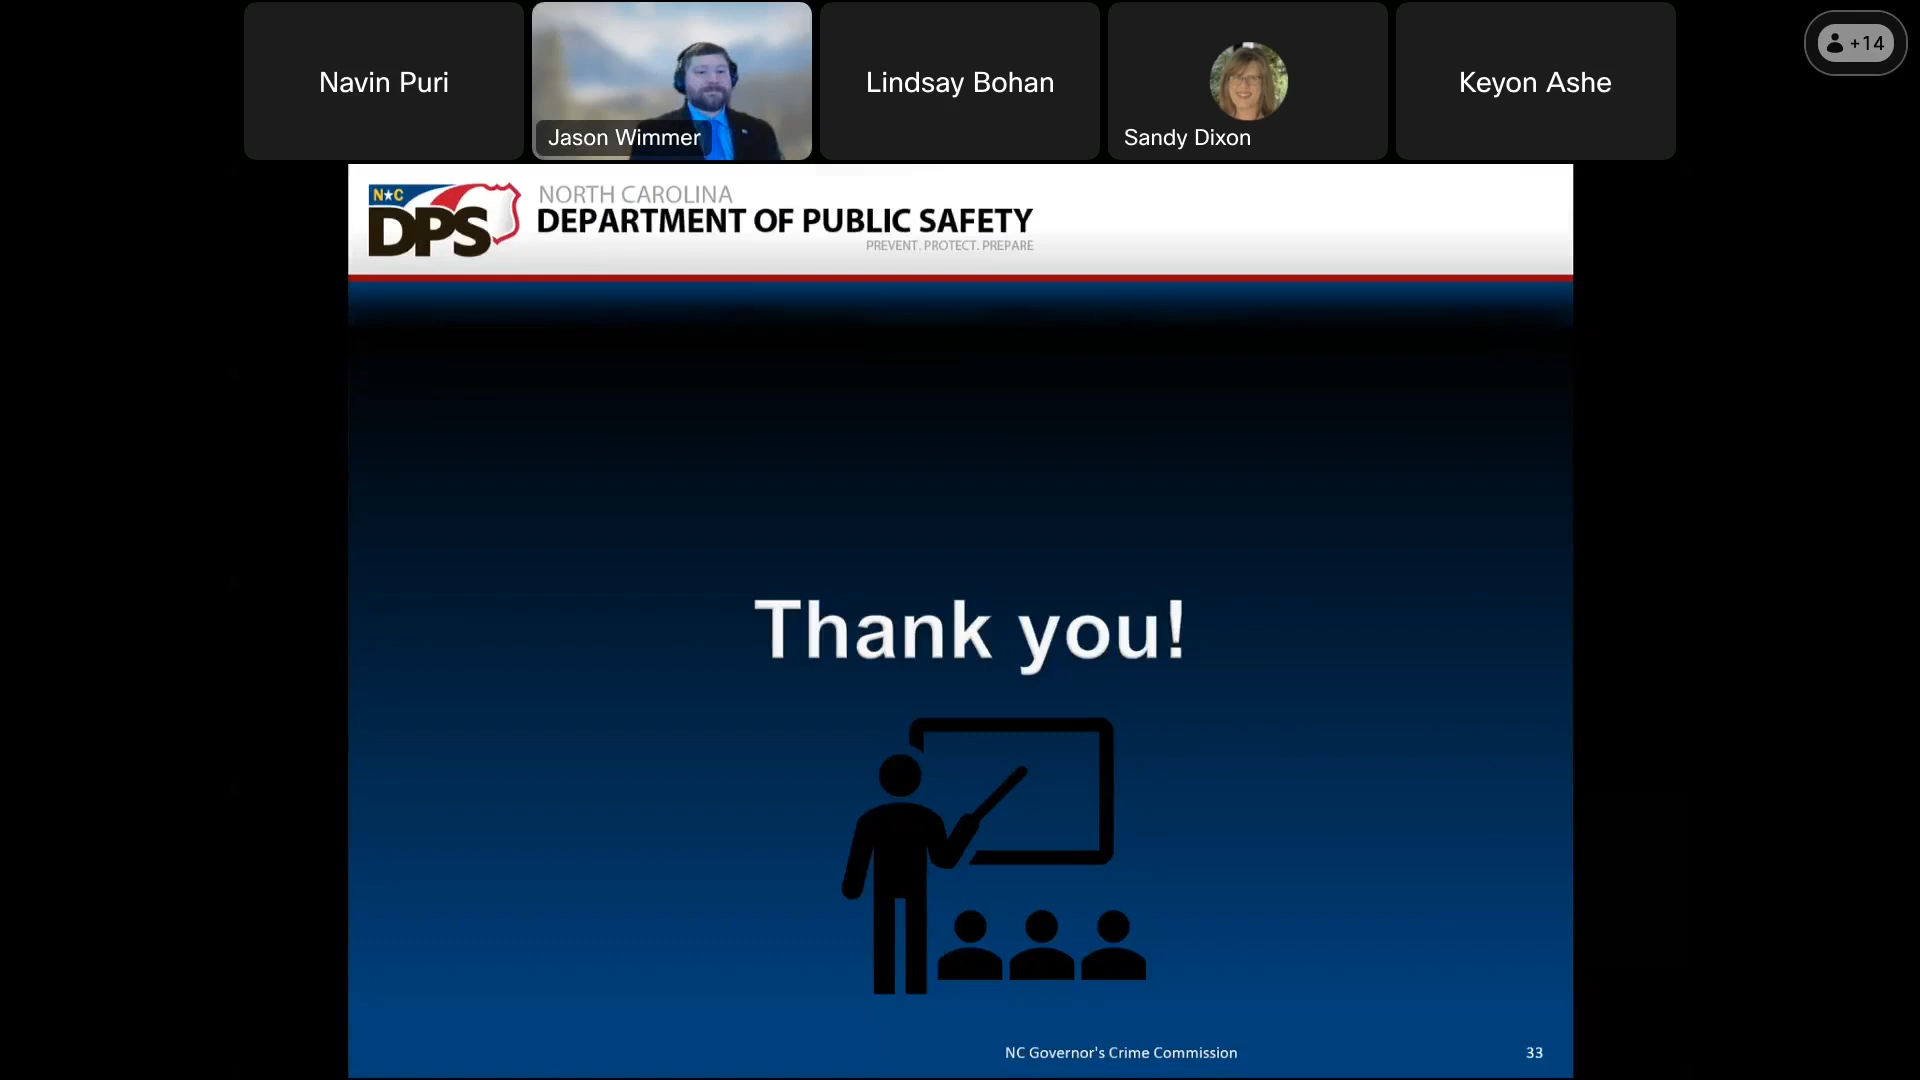 Navin Puri
Jason Wimmer
Lindsay Bohan
Sandy Dixon
Keyon Ashe
+14
N★C
DPS
NORTH CAROLINA
DEPARTMENT OF PUBLIC SAFETY
PREVENT. PROTECT. PREPARE
Thank you!
NC Governor's Crime Commission
33